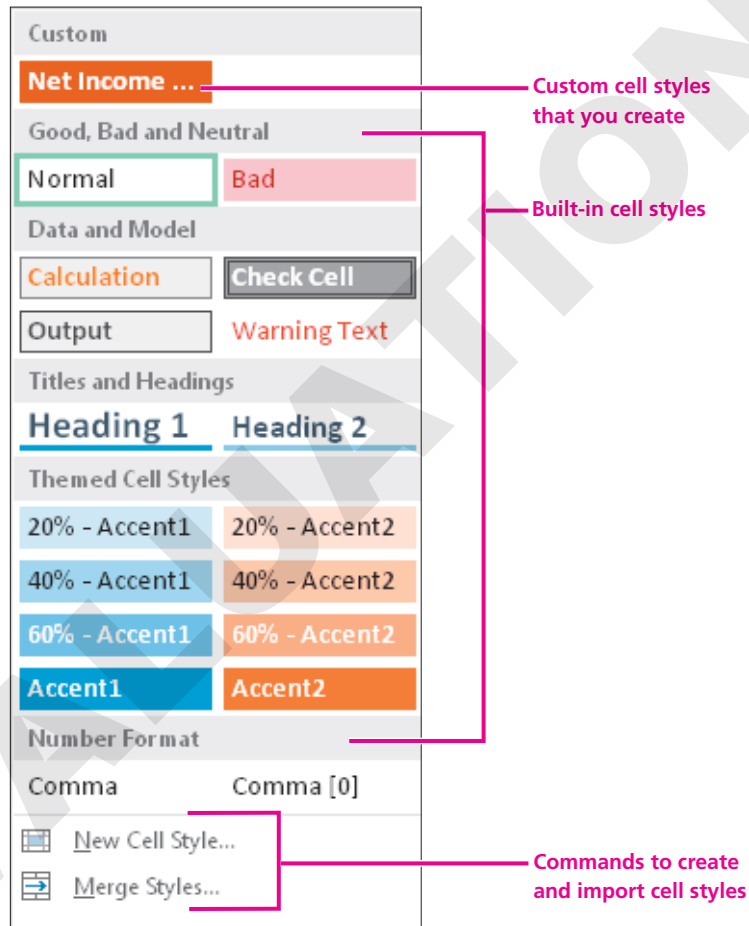 Custom
Net Income ...
Custom cell styles
that you create
Good, Bad and Neutral
Normal Bad
Built-in cell styles
Data and Model
Calculation Check Cell
Output Warning Text
Titles and Headings
Heading 1 Heading 2
Themed Cell Styles
20% - Accent1 20% - Accent2
40% - Accent1 40% - Accent2
60% - Accent1 60% - Accent2
Accent1 Accent2
Number Format
Comma Comma [0]
New Cell Style...
Merge Styles...
Commands to create
and import cell styles